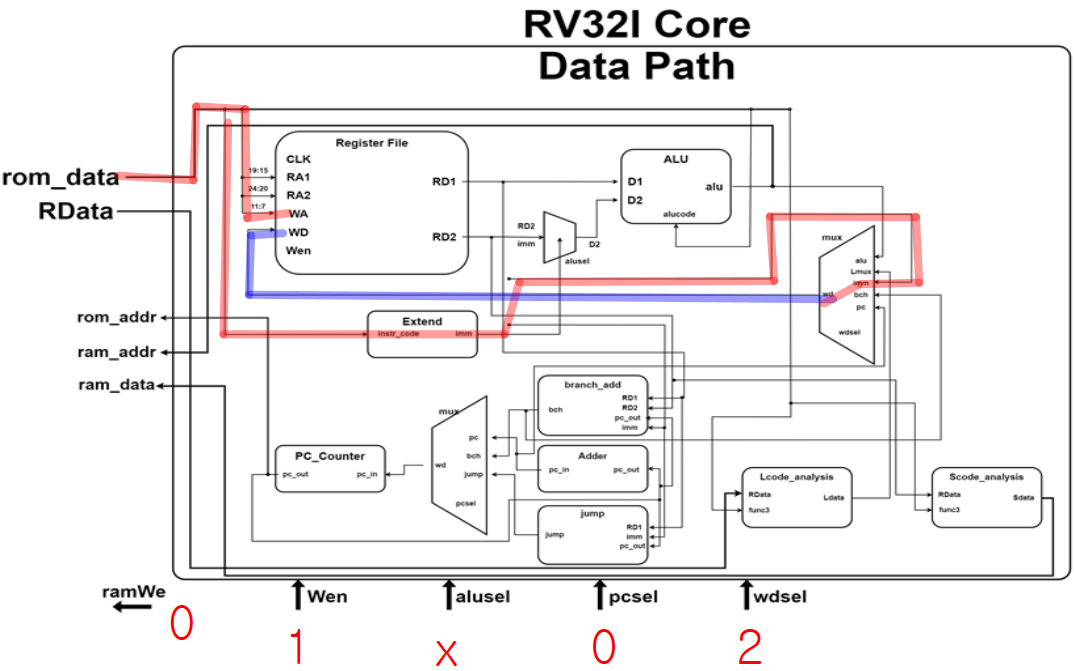 RV32I Core
Data Path
rom_data
RData
rom_addr
ram_addr
ram_data
Register File
CLK
19:15
RA1
24:20
RA2
11:7
WA
WD
Wen
RD1
RD2
RD2
imm
D2
alusel
ALU
D1
D2
alu
alucode
mux
alu
Lmux
imm
wd
bch
pc
wdsel
Extend
instr_code
imm
branch_add
RD1
bch
RD2
pc_out
imm
mux
pc
bch
wd
jump
pcsel
PC_Counter
pc_out
pc_in
Adder
pc_in
pc_out
jump
RD1
jump
imm
pc_out
Lcode_analysis
RData
Ldata
func3
Scode_analysis
RData
Sdata
func3
ramWe
Wen
alusel
pcsel
wdsel
0
1
x
0
2